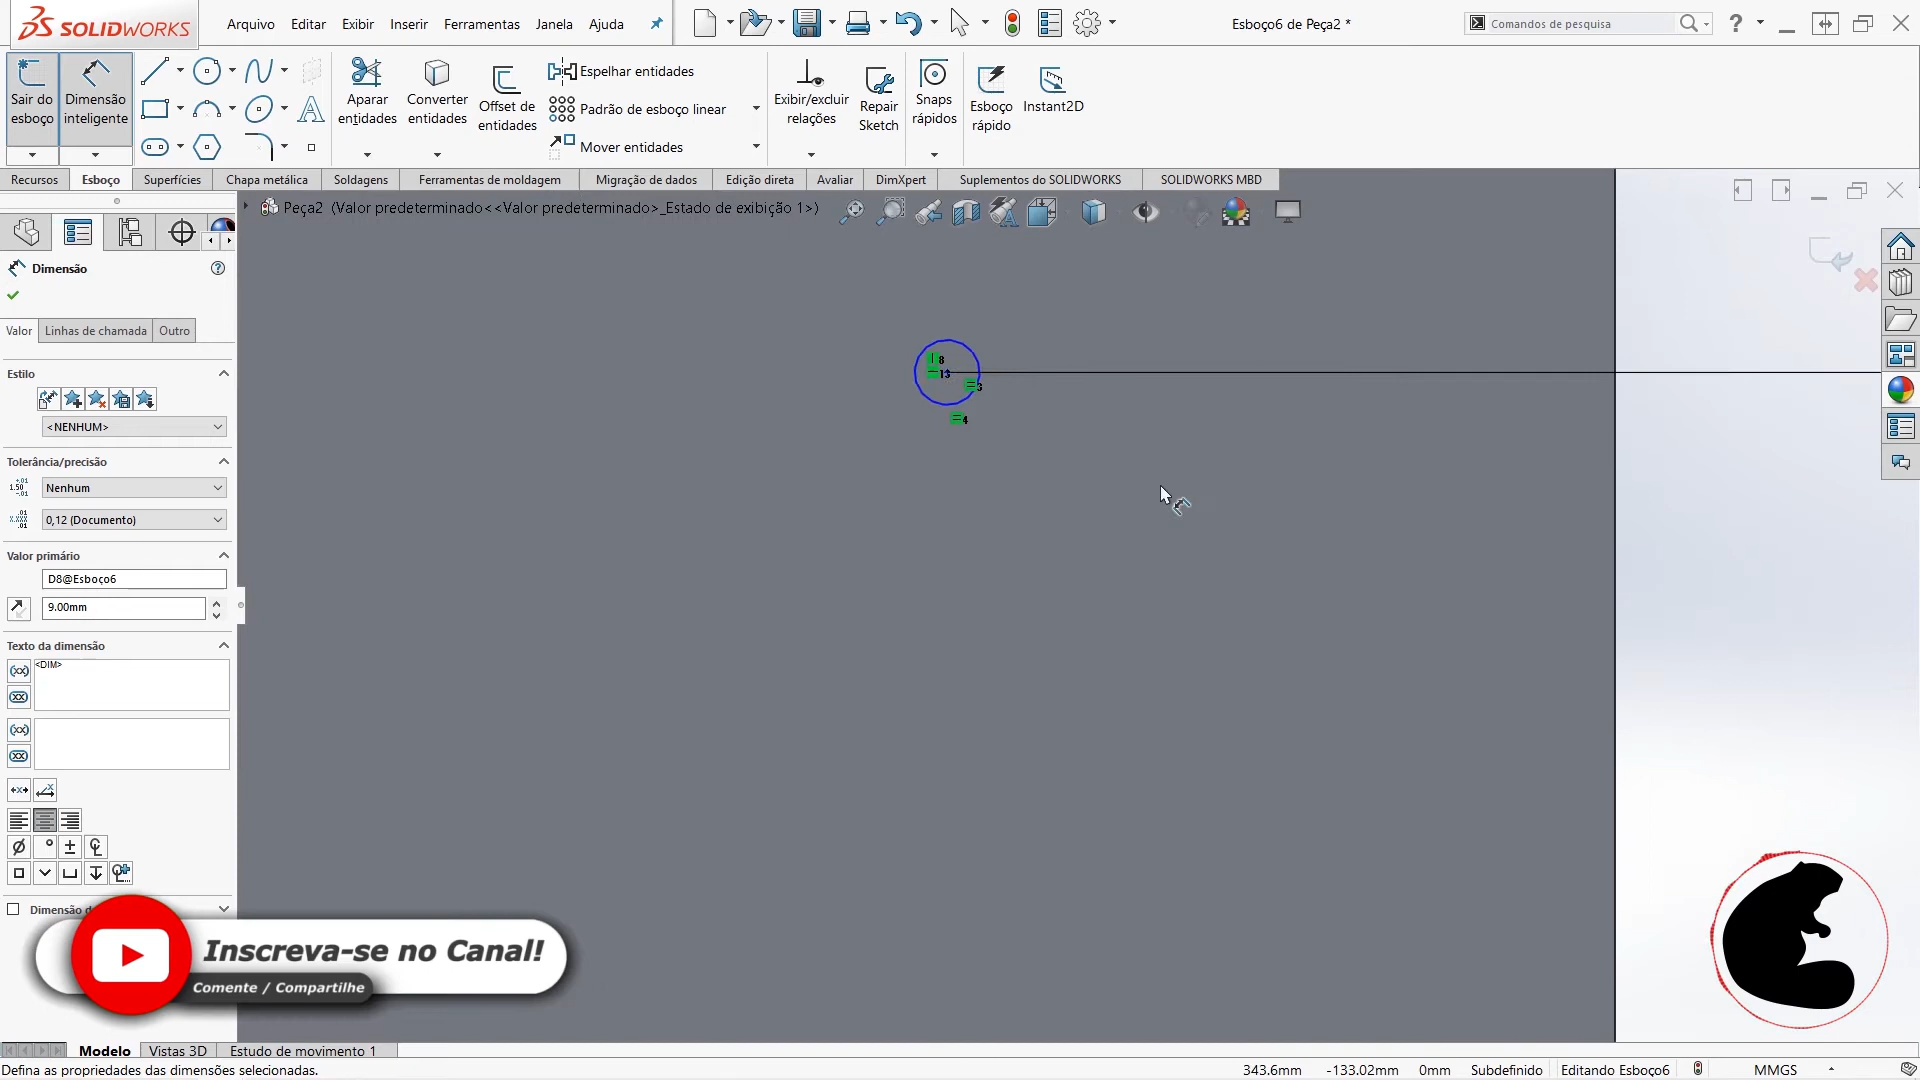 SOLIDWORKS
Arquivo Editar Exibir Inserir Ferramentas Janela Ajuda
Esboço6 de Peça2 *
Comandos de pesquisa
Sair do esboço
Dimensão inteligente
Aparar entidades
Converter entidades
Offset de entidades
Espelhar entidades
Padrão de esboço linear
Mover entidades
Exibir/excluir relações
Repair Sketch
Snaps rápidos
Esboço rápido
Instant2D
Recursos Esboço Superfícies Chapa metálica Soldagens Ferramentas de moldagem Migração de dados Edição direta Avaliar DimXpert Suplementos do SOLIDWORKS SOLIDWORKS MBD
Peça2 (Valor predeterminado<<Valor predeterminado>_Estado de exibição 1>)
Dimensão
Valor Linhas de chamada Outro
Estilo
<NENHUM>
Tolerância/precisão
Nenhum
0,12 (Documento)
Valor primário
D8@Esboço6
9.00mm
Texto da dimensão
<DIM>
Dimensão d
8
13
3
4
Inscreva-se no Canal!
Comente / Compartilhe
Modelo Vistas 3D Estudo de movimento 1
Defina as propriedades das dimensões selecionadas.
343.6mm -133.02mm 0mm Subdefinido Editando Esboço6 MMGS